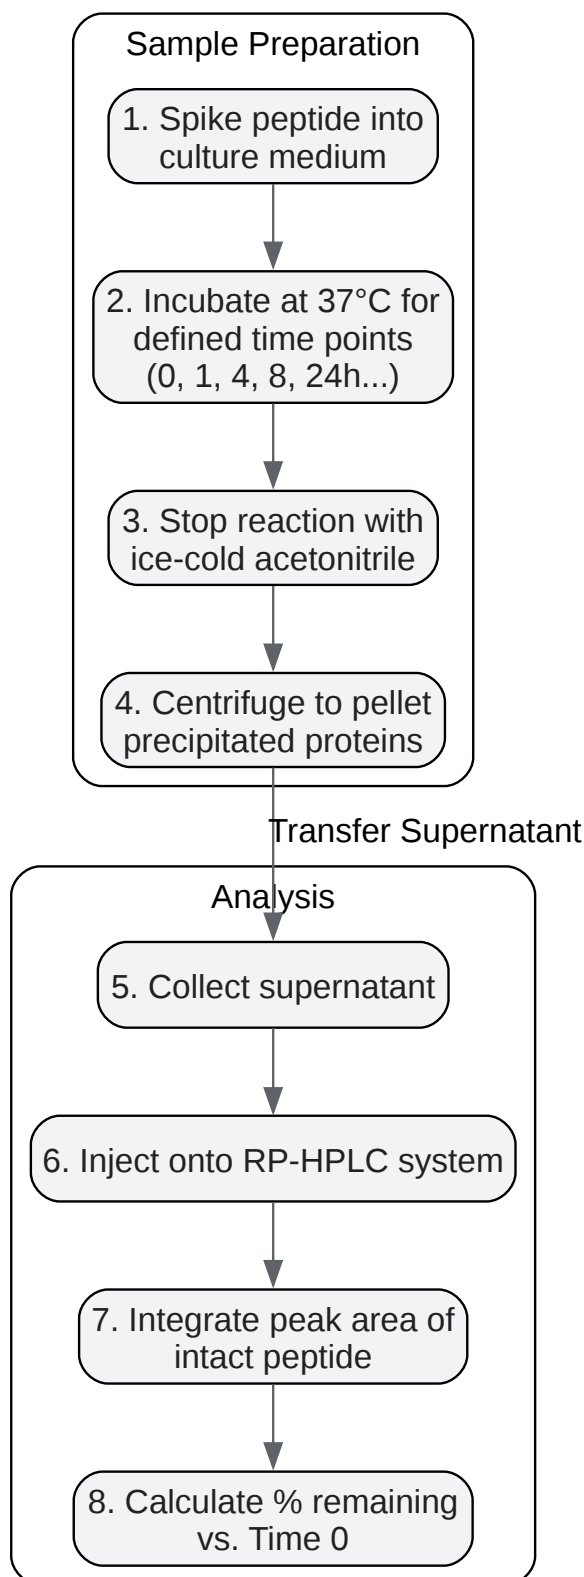 Sample Preparation
1. Spike peptide into
culture medium
2. Incubate at 37°C for
defined time points
(0, 1, 4, 8, 24h...)
3. Stop reaction with
ice-cold acetonitrile
4. Centrifuge to pellet
precipitated proteins
Transfer Supernatant
Analysis
5. Collect supernatant
6. Inject onto RP-HPLC system
7. Integrate peak area of
intact peptide
8. Calculate % remaining
vs. Time 0